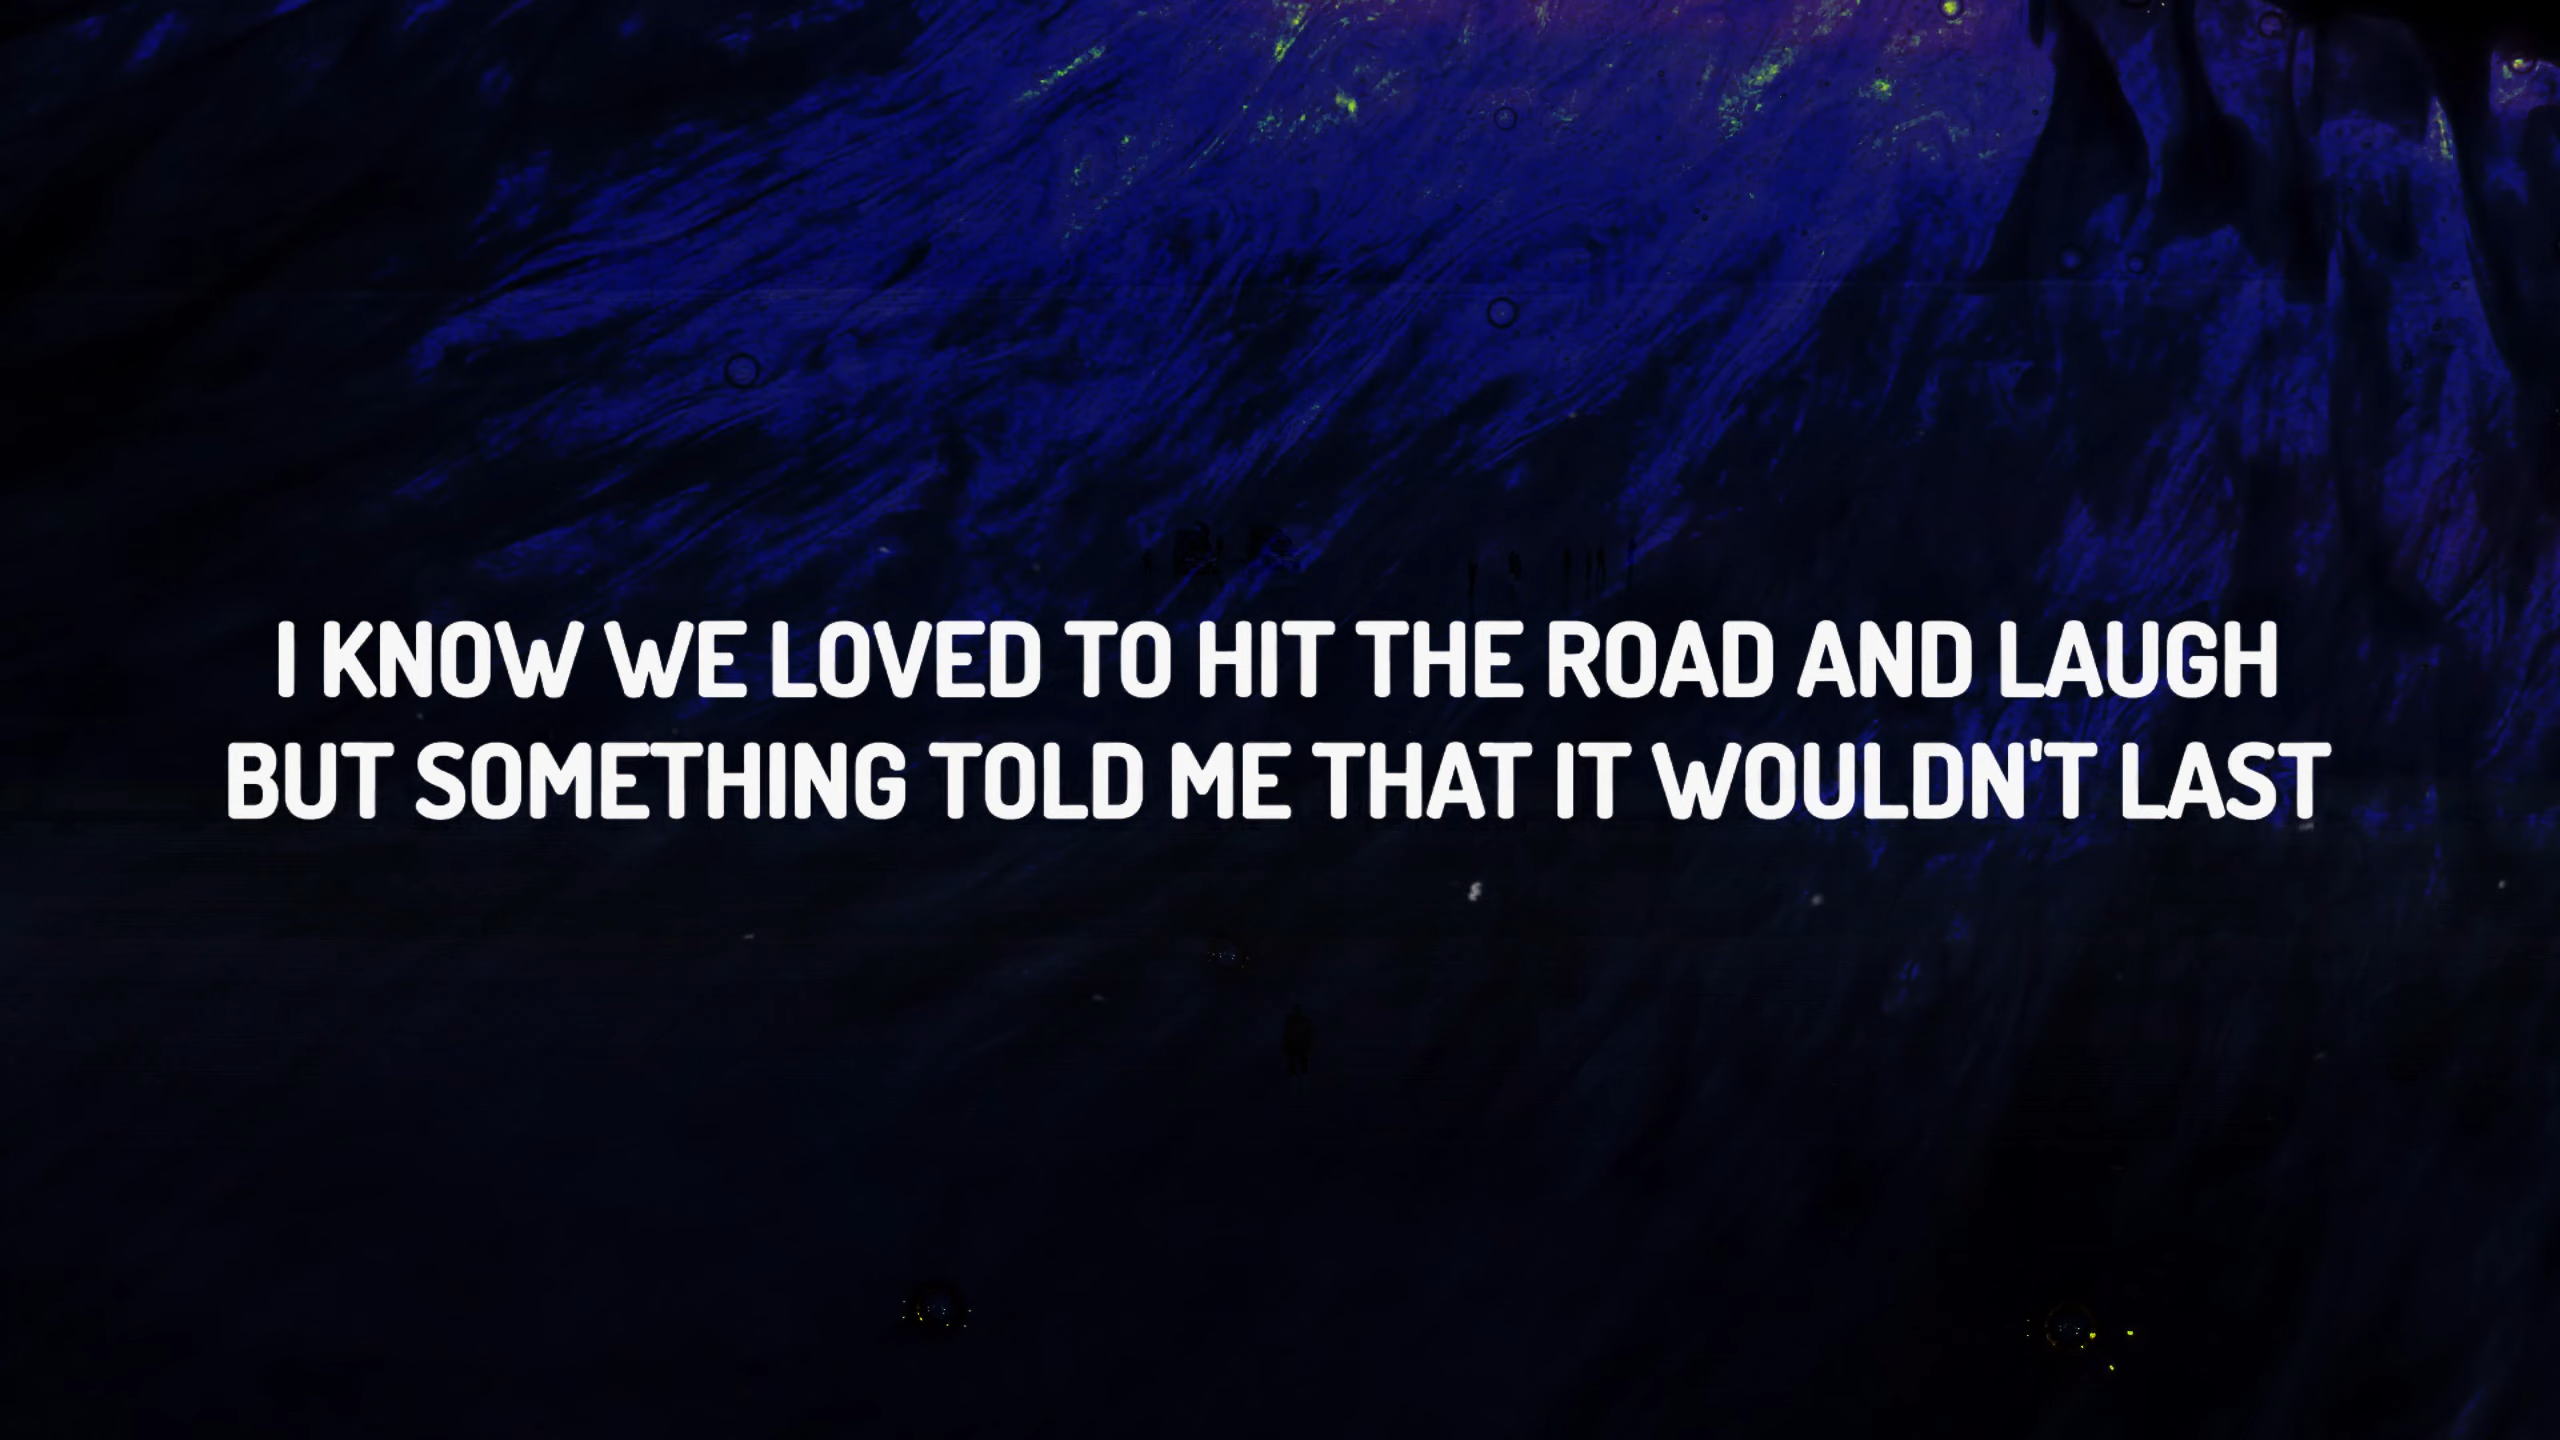 I KNOW WE LOVED TO HIT THE ROAD AND LAUGH
BUT SOMETHING TOLD ME THAT IT WOULDN'T LAST